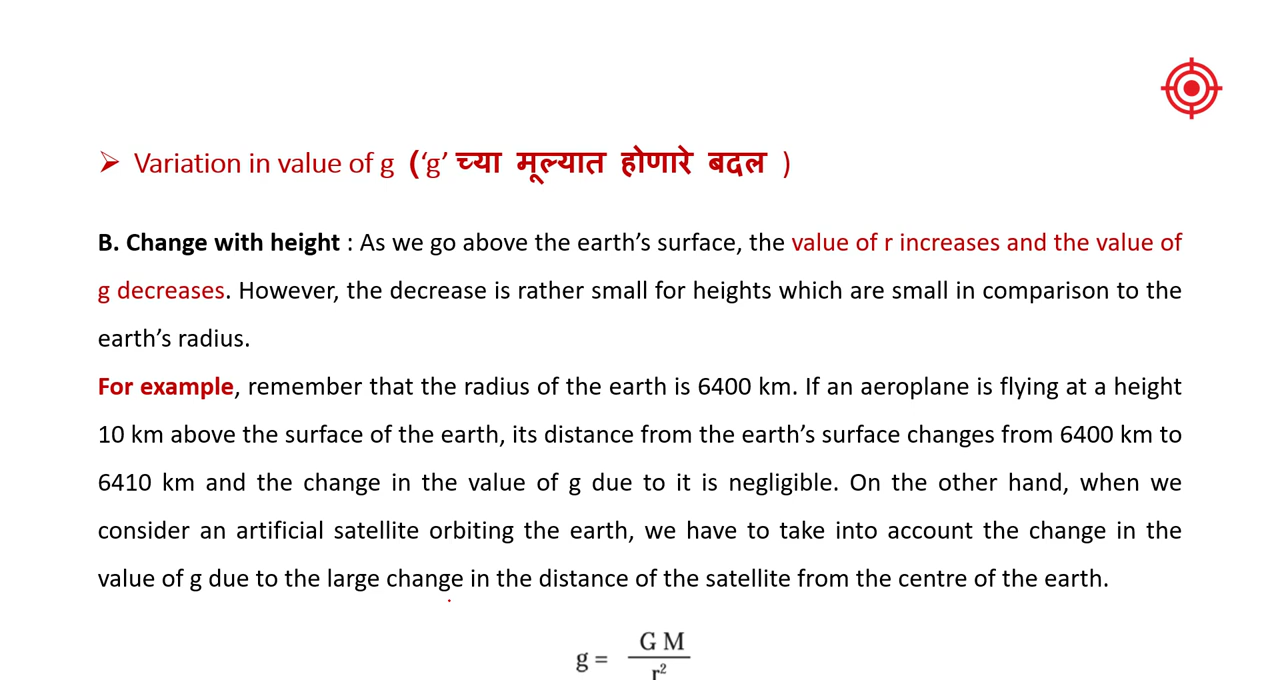 ➢ Variation in value of g (‘g’ च्या मूल्यात होणारे बदल )
B. Change with height : As we go above the earth’s surface, the value of r increases and the value of
g decreases. However, the decrease is rather small for heights which are small in comparison to the
earth’s radius.
For example, remember that the radius of the earth is 6400 km. If an aeroplane is flying at a height
10 km above the surface of the earth, its distance from the earth’s surface changes from 6400 km to
6410 km and the change in the value of g due to it is negligible. On the other hand, when we
consider an artificial satellite orbiting the earth, we have to take into account the change in the
value of g due to the large change in the distance of the satellite from the centre of the earth.
g = G M / r²